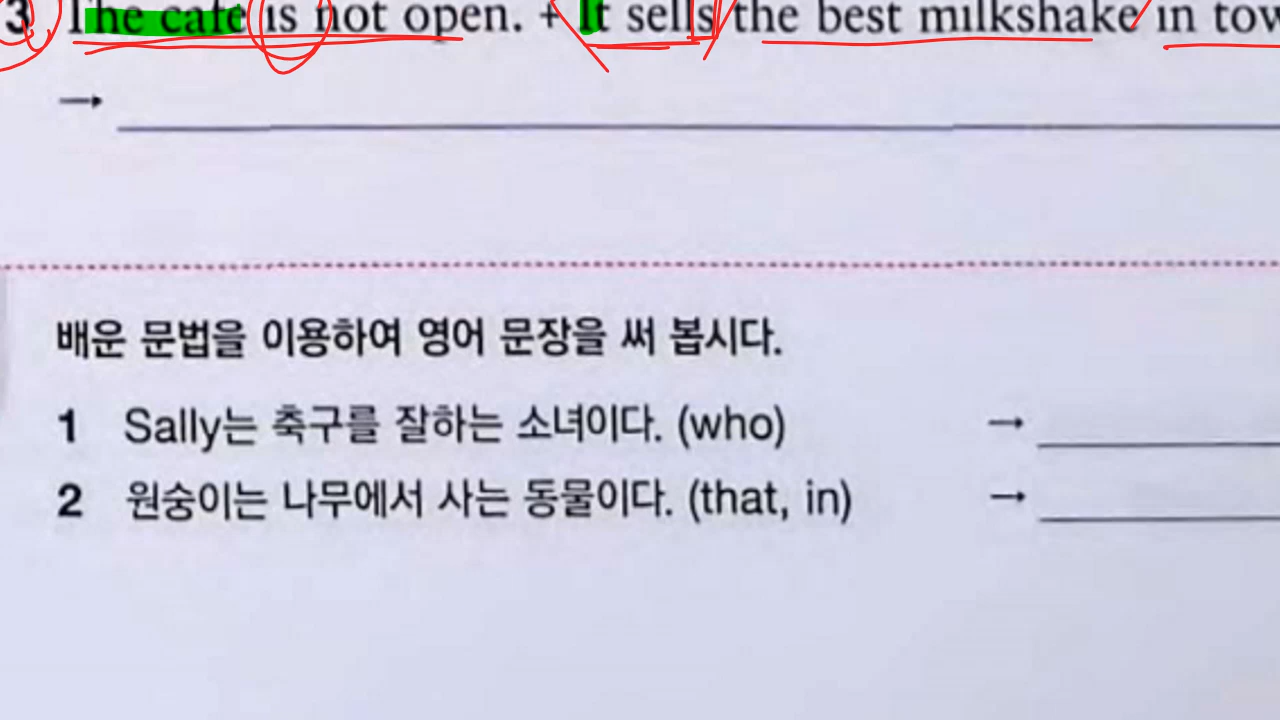 3 The cafe is not open. + It sells the best milkshake in
→
배운 문법을 이용하여 영어 문장을 써 봅시다.
1 Sally는 축구를 잘하는 소녀이다. (who) →
2 원숭이는 나무에서 사는 동물이다. (that, in) →